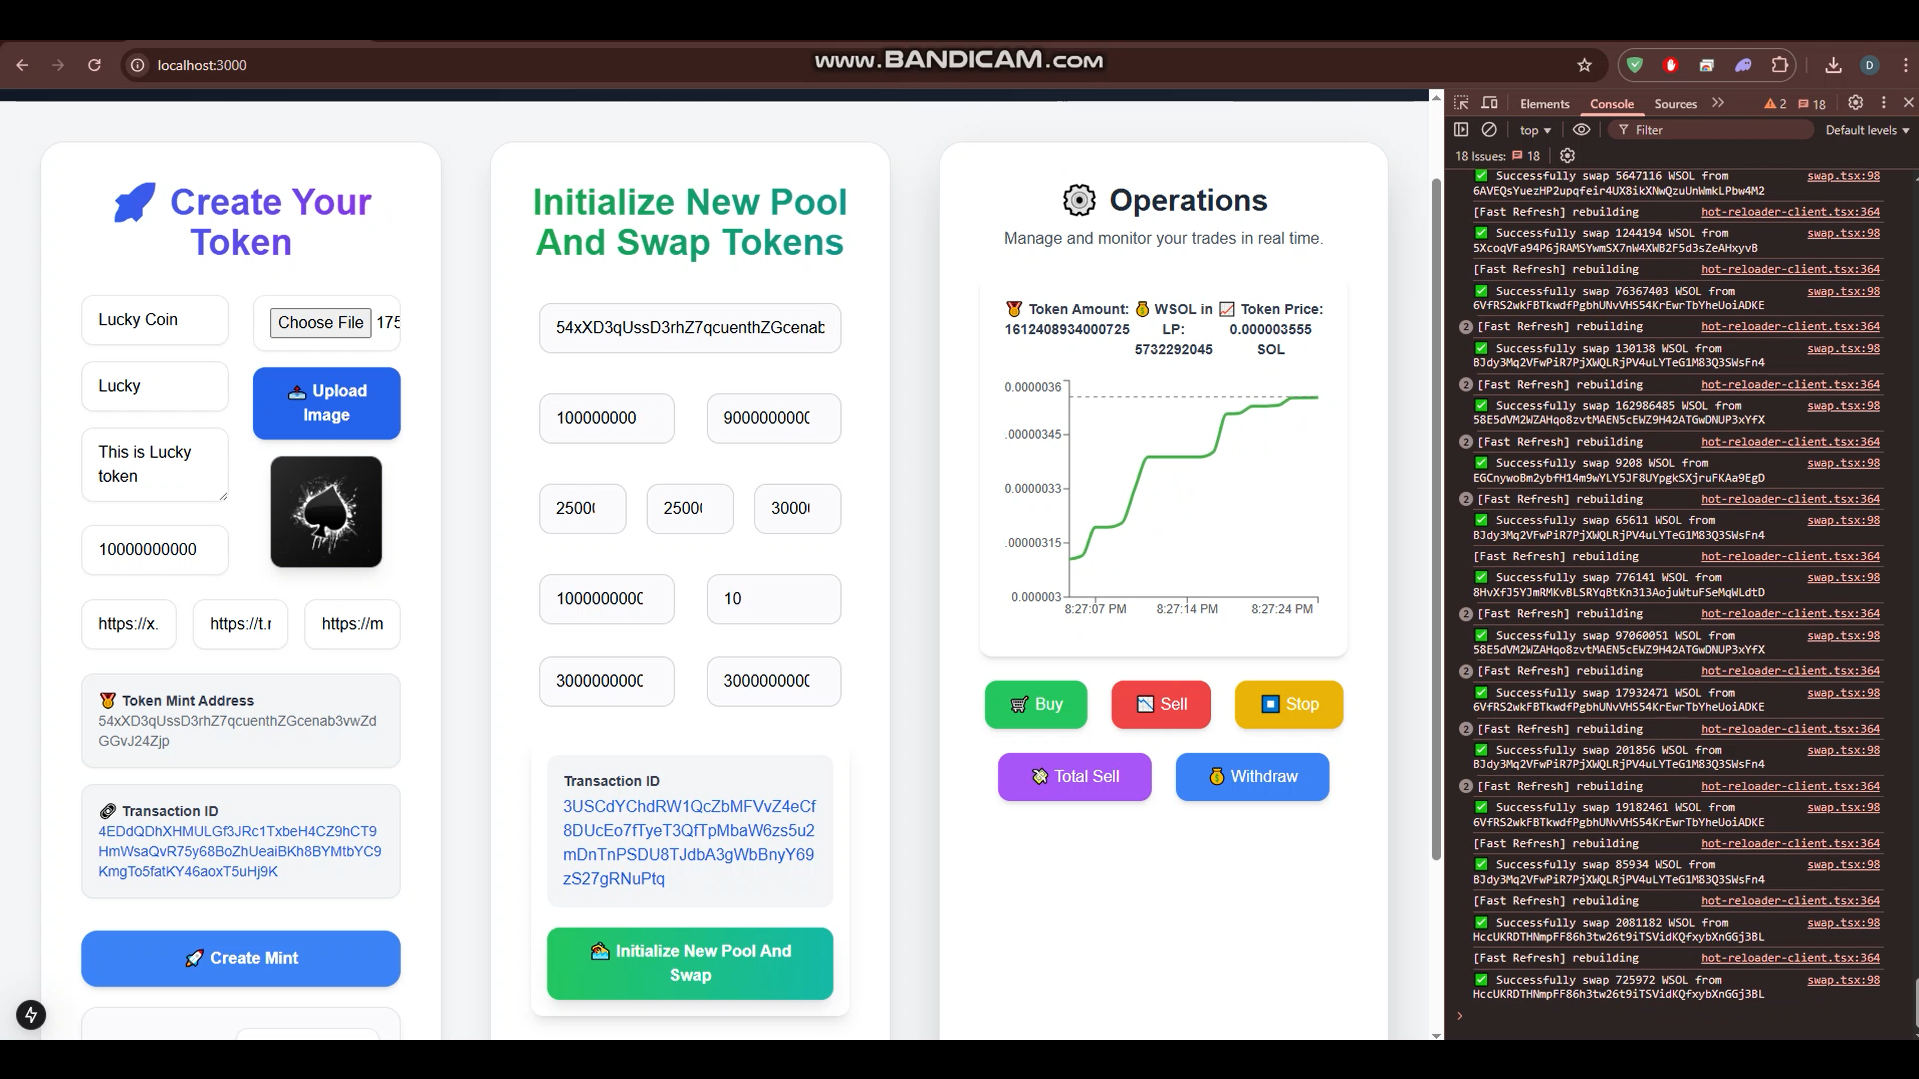 www.BANDICAM.com
localhost:3000
D
Elements
Console
Sources
2
18
top
Filter
Default levels
18 Issues:
18
Create Your
Token
Lucky Coin
Choose File
175
Lucky
Upload
Image
This is Lucky
token
10000000000
https://x.
https://t.r
https://m
Token Mint Address
54xXD3qUssD3rhZ7qcuenthZGcenab3vwZd
GGvJ24Zjp
Transaction ID
4EDdQDhXHMULGf3JRc1TxbeH4CZ9hCT9
HmWsaQvR75y68BoZhUeaiBKh8BYMtbYC9
KmgTo5fatKY46aoxT5uHj9K
Create Mint
Initialize New Pool
And Swap Tokens
54xXD3qUssD3rhZ7qcuenthZGcenab
100000000
900000000
2500
2500
3000
100000000
10
300000000
300000000
Transaction ID
3USCdYChdRW1QcZbMFVvZ4eCf
8DUcEo7fTyeT3QfTpMbaW6zs5u2
mDnTnPSDU8TJdbA3gWbBnyY69
zS27gRNuPtq
Initialize New Pool And
Swap
Operations
Manage and monitor your trades in real time.
Token Amount:
1612408934000725
WSOL in
LP:
5732292045
Token Price:
0.000003555
SOL
0.0000036
.00000345
0.0000033
.00000315
0.000003
8:27:07 PM
8:27:14 PM
8:27:24 PM
Buy
Sell
Stop
Total Sell
Withdraw
Successfully swap 5647116 WSOL from swap.tsx:98
6AVEQsYuezHP2upqfeir4UX8ikXNwQzuUnWmkLPbw4M2
[Fast Refresh] rebuilding hot-reloader-client.tsx:364
Successfully swap 1244194 WSOL from swap.tsx:98
5XcoqVFa94P6jRAMSYwmSX7nW4XWB2F5d3sZeAHxyvB
[Fast Refresh] rebuilding hot-reloader-client.tsx:364
Successfully swap 76367403 WSOL from swap.tsx:98
6VfRS2wkFBTkwdfPgbhUNvVHS54KrEwrTbYheUoiADKE
2 [Fast Refresh] rebuilding hot-reloader-client.tsx:364
Successfully swap 130138 WSOL from swap.tsx:98
BJdy3Mq2VFwPiR7PjXWQLRjPV4uLYTeG1M83Q3SWsFn4
2 [Fast Refresh] rebuilding hot-reloader-client.tsx:364
Successfully swap 162986485 WSOL from swap.tsx:98
58E5dVM2WZAHqo8zvtMAEN5cEWZ9H42ATGwDNUP3xYfX
2 [Fast Refresh] rebuilding hot-reloader-client.tsx:364
Successfully swap 9208 WSOL from swap.tsx:98
EGCnywoBm2ybfH14m9wYLY5JF8UYpgkSXjruFKAa9EgD
2 [Fast Refresh] rebuilding hot-reloader-client.tsx:364
Successfully swap 65611 WSOL from swap.tsx:98
BJdy3Mq2VFwPiR7PjXWQLRjPV4uLYTeG1M83Q3SWsFn4
[Fast Refresh] rebuilding hot-reloader-client.tsx:364
Successfully swap 776141 WSOL from swap.tsx:98
8HvXfJ5YJmRMKvBLSRYqBtKn313AojuWtuFSeMqWLdtD
2 [Fast Refresh] rebuilding hot-reloader-client.tsx:364
Successfully swap 97060051 WSOL from swap.tsx:98
58E5dVM2WZAHqo8zvtMAEN5cEWZ9H42ATGwDNUP3xYfX
2 [Fast Refresh] rebuilding hot-reloader-client.tsx:364
Successfully swap 17932471 WSOL from swap.tsx:98
6VfRS2wkFBTkwdfPgbhUNvVHS54KrEwrTbYheUoiADKE
2 [Fast Refresh] rebuilding hot-reloader-client.tsx:364
Successfully swap 201856 WSOL from swap.tsx:98
BJdy3Mq2VFwPiR7PjXWQLRjPV4uLYTeG1M83Q3SWsFn4
2 [Fast Refresh] rebuilding hot-reloader-client.tsx:364
Successfully swap 19182461 WSOL from swap.tsx:98
6VfRS2wkFBTkwdfPgbhUNvVHS54KrEwrTbYheUoiADKE
[Fast Refresh] rebuilding hot-reloader-client.tsx:364
Successfully swap 85934 WSOL from swap.tsx:98
BJdy3Mq2VFwPiR7PjXWQLRjPV4uLYTeG1M83Q3SWsFn4
[Fast Refresh] rebuilding hot-reloader-client.tsx:364
Successfully swap 2081182 WSOL from swap.tsx:98
HccUKRDTHNmpFF86h3tw26t9iTSVidKQfxybXnGGj3BL
[Fast Refresh] rebuilding hot-reloader-client.tsx:364
Successfully swap 725972 WSOL from swap.tsx:98
HccUKRDTHNmpFF86h3tw26t9iTSVidKQfxybXnGGj3BL